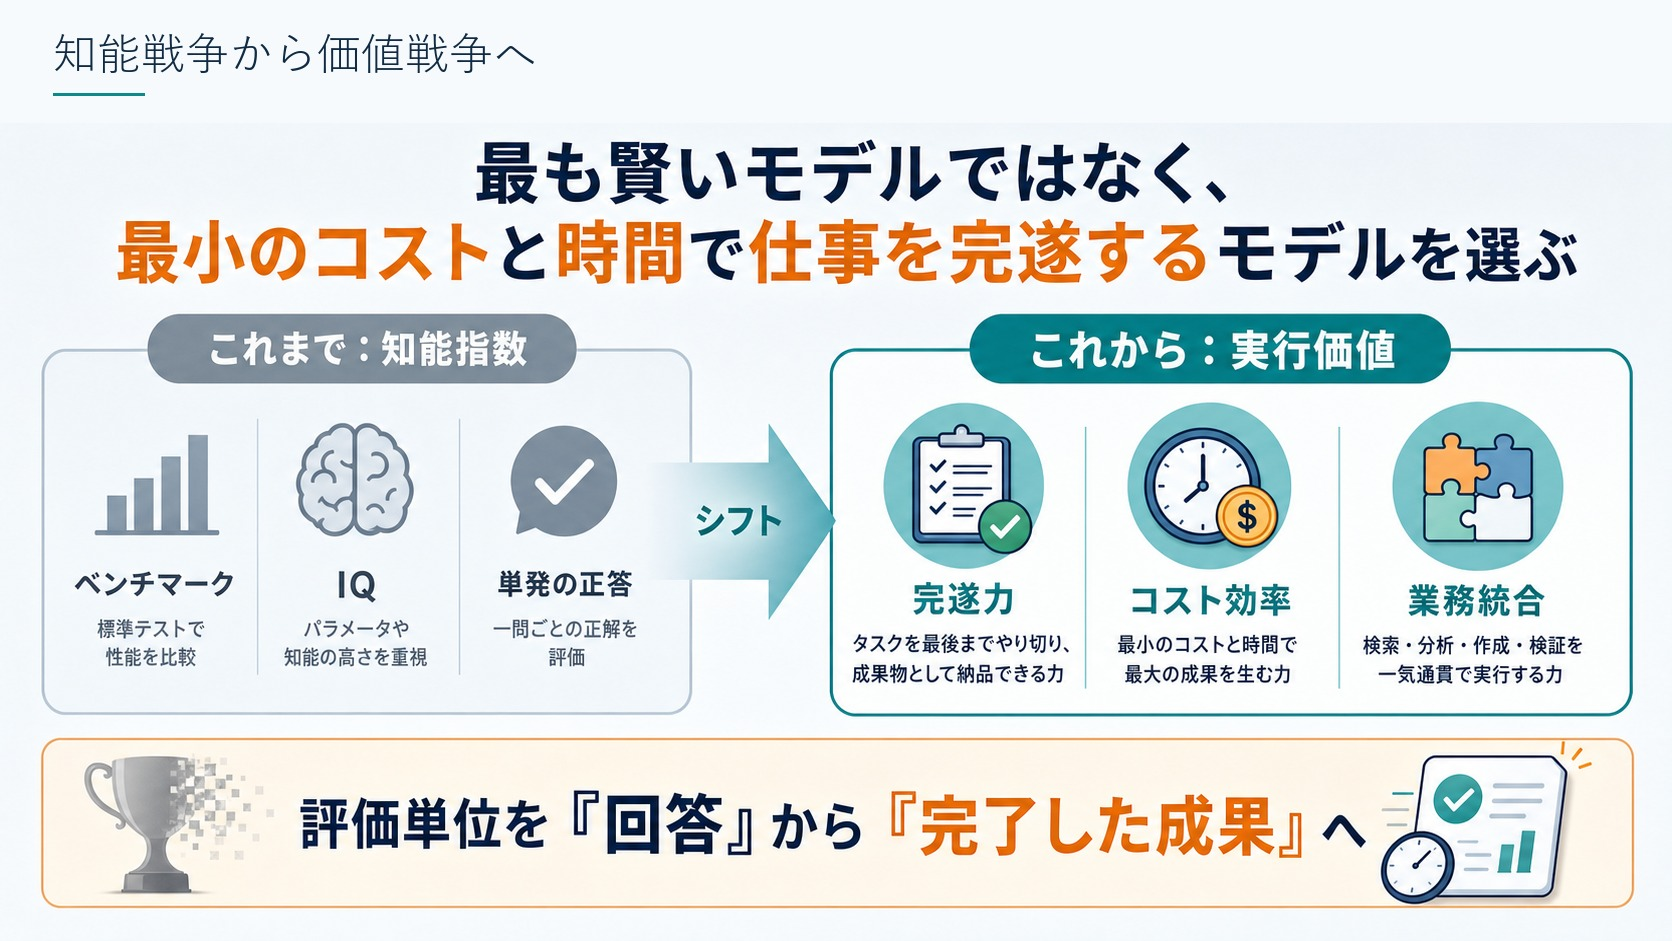 知能戦争から価値戦争へ
最も賢いモデルではなく、
最小のコストと時間で仕事を完遂するモデルを選ぶ
これまで：知能指数
ベンチマーク
標準テストで
性能を比較
IQ
パラメータや
知能の高さを重視
単発の正答
一問ごとの正解を
評価
シフト
これから：実行価値
完遂力
タスクを最後までやり切り、
成果物として納品できる力
$
コスト効率
最小のコストと時間で
最大の成果を生む力
業務統合
検索・分析・作成・検証を
一気通貫で実行する力
評価単位を『回答』から『完了した成果』へ